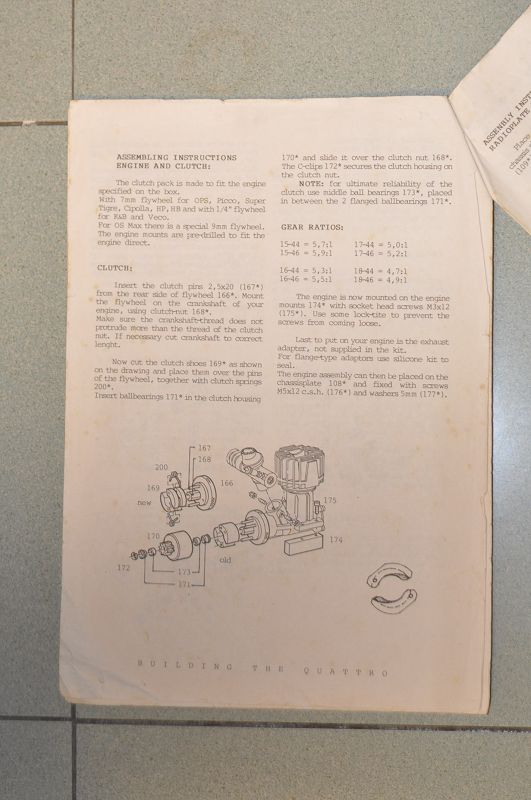 ASSEMBLING INSTRUCTIONS
ENGINE AND CLUTCH:
The clutch pack is made to fit the engine
specified on the box.
With 7mm flywheel for OPS, Picco, Super
Tigre, Cipolla, HP, HB and with 1/4" flywheel
for K&B and Veco.
For OS Max there is a special 9mm flywheel.
The engine mounts are pre-drilled to fit the
engine direct.
CLUTCH:
Insert the clutch pins 2,5x20 (167*)
from the rear side of flywheel 166*. Mount
the flywheel on the crankshaft of your
engine, using clutch-nut 168*.
Make sure the crankshaft-thread does not
protrude more than the thread of the clutch
nut. If necessary cut crankshaft to correct
lenght.
Now cut the clutch shoes 169* as shown
on the drawing and place them over the pins
of the flywheel, together with clutch springs
200*.
Insert ballbearings 171* in the clutch housing
170* and slide it over the clutch nut 168*.
The C-clips 172* secures the clutch housing on
the clutch nut.
NOTE: for ultimate reliability of the
clutch use middle ball bearings 173*, placed
in between the 2 flanged ballbearings 171*.
GEAR RATIOS:
15-44 = 5,7:1 17-44 = 5,0:1
15-46 = 5,9:1 17-46 = 5,2:1
16-44 = 5,3:1 18-44 = 4,7:1
16-46 = 5,5:1 18-46 = 4,9:1
The engine is now mounted on the engine
mounts 174* with socket head screws M3x12
(175*). Use some lock-tite to prevent the
screws from coming loose.
Last to put on your engine is the exhaust
adapter, not supplied in the kit.
For flange-type adaptors use silicone kit to
seal.
The engine assembly can then be placed on the
chassisplate 108* and fixed with screws
M5x12 c.s.h. (176*) and washers 5mm (177*).
167
168
200
166
169
new
175
170
174
old
172
173
171
BUILDING THE QUATTRO
ASSEMBLY INST
RADIOPLATE
Place
chassis